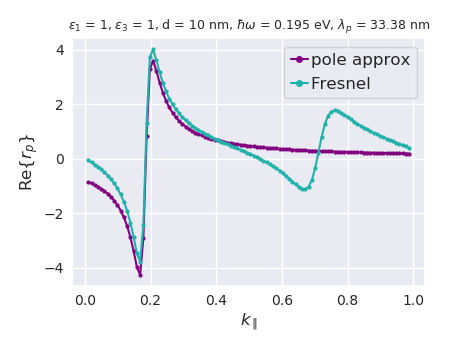 ε₁ = 1, ε₃ = 1, d = 10 nm, ℏω = 0.195 eV, λₚ = 33.38 nm
4
2
0
−2
−4
Re{rₚ}
pole approx
Fresnel
0.0 0.2 0.4 0.6 0.8 1.0
k∥